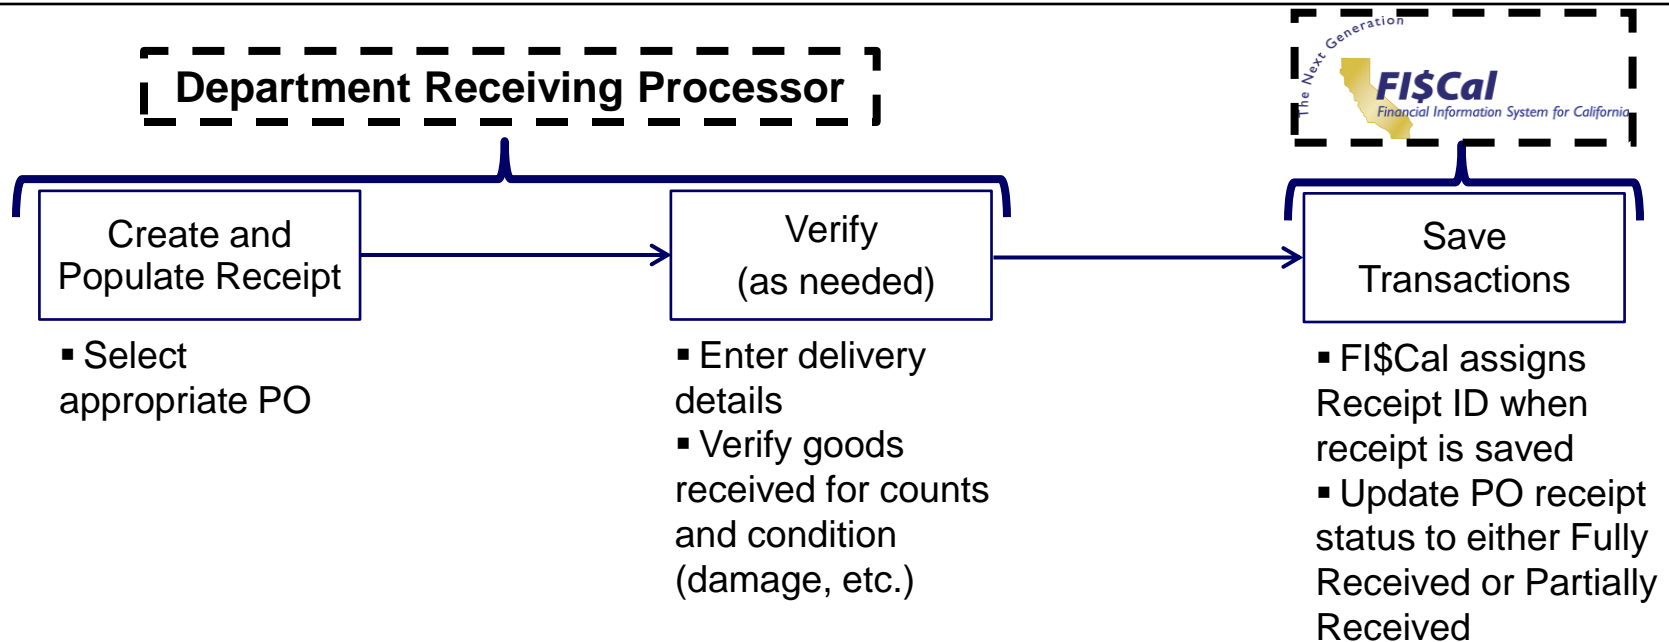 Department Receiving Processor
The Next Generation
FI$Cal
Financial Information System for California
Create and
Populate Receipt
▪ Select
appropriate PO
Verify
(as needed)
▪ Enter delivery
details
▪ Verify goods
received for counts
and condition
(damage, etc.)
Save
Transactions
▪ FI$Cal assigns
Receipt ID when
receipt is saved
▪ Update PO receipt
status to either Fully
Received or Partially
Received